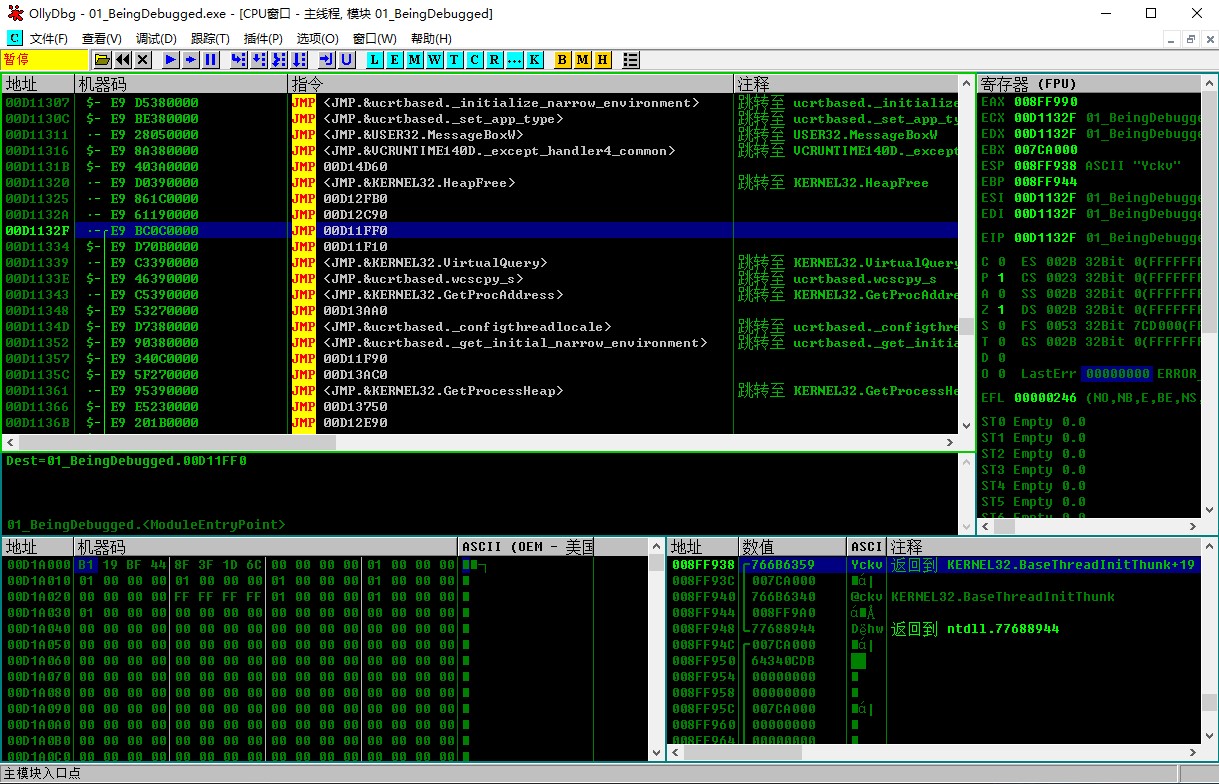 OllyDbg - 01_BeingDebugged.exe - [CPU窗口 - 主线程, 模块 01_BeingDebugged]
C 文件(F) 查看(V) 调试(D) 跟踪(T) 插件(P) 选项(O) 窗口(W) 帮助(H)
暂停 L E M W T C R ... K B M H
地址 机器码 指令 注释
00D11307 $- E9 D5380000 JMP <JMP.&ucrtbased._initialize_narrow_environment> 跳转至 ucrtbased._initialize
00D1130C $- E9 BE380000 JMP <JMP.&ucrtbased._set_app_type> 跳转至 ucrtbased._set_app_ty
00D11311 .- E9 28050000 JMP <JMP.&USER32.MessageBoxW> 跳转至 USER32.MessageBoxW
00D11316 $- E9 8A380000 JMP <JMP.&VCRUNTIME140D._except_handler4_common> 跳转至 VCRUNTIME140D._except
00D1131B $- E9 403A0000 JMP 00D14D60
00D11320 .- E9 D0390000 JMP <JMP.&KERNEL32.HeapFree> 跳转至 KERNEL32.HeapFree
00D11325 .- E9 861C0000 JMP 00D12FB0
00D1132A .- E9 61190000 JMP 00D12C90
00D1132F .- E9 BC0C0000 JMP 00D11FF0
00D11334 $- E9 D70B0000 JMP 00D11F10
00D11339 .- E9 C3390000 JMP <JMP.&KERNEL32.VirtualQuery> 跳转至 KERNEL32.VirtualQuery
00D1133E $- E9 46390000 JMP <JMP.&ucrtbased.wcscpy_s> 跳转至 ucrtbased.wcscpy_s
00D11343 .- E9 C5390000 JMP <JMP.&KERNEL32.GetProcAddress> 跳转至 KERNEL32.GetProcAddre
00D11348 $- E9 53270000 JMP 00D13AA0
00D1134D $- E9 D7380000 JMP <JMP.&ucrtbased._configthreadlocale> 跳转至 ucrtbased._configthre
00D11352 $- E9 90380000 JMP <JMP.&ucrtbased._get_initial_narrow_environment> 跳转至 ucrtbased._get_initia
00D11357 $- E9 340C0000 JMP 00D11F90
00D1135C $- E9 5F270000 JMP 00D13AC0
00D11361 .- E9 95390000 JMP <JMP.&KERNEL32.GetProcessHeap> 跳转至 KERNEL32.GetProcessHe
00D11366 $- E9 E5230000 JMP 00D13750
00D1136B $- E9 201B0000 JMP 00D12E90
寄存器 (FPU)
EAX 008FF990
ECX 00D1132F 01_BeingDebugge
EDX 00D1132F 01_BeingDebugge
EBX 007CA000
ESP 008FF938 ASCII "Yckv"
EBP 008FF944
ESI 00D1132F 01_BeingDebugge
EDI 00D1132F 01_BeingDebugge
EIP 00D1132F 01_BeingDebugge
C 0 ES 002B 32Bit 0(FFFFFFF
P 1 CS 0023 32Bit 0(FFFFFFF
A 0 SS 002B 32Bit 0(FFFFFFF
Z 1 DS 002B 32Bit 0(FFFFFFF
S 0 FS 0053 32Bit 7CD000(FF
T 0 GS 002B 32Bit 0(FFFFFFF
D 0
O 0 LastErr 00000000 ERROR_
EFL 00000246 (NO,NB,E,BE,NS,
ST0 Empty 0.0
ST1 Empty 0.0
ST2 Empty 0.0
ST3 Empty 0.0
ST4 Empty 0.0
ST5 Empty 0.0
ST6 Empty 0.0
Dest=01_BeingDebugged.00D11FF0
01_BeingDebugged.<ModuleEntryPoint>
地址 机器码 ASCII (OEM - 美国
00D1A000 B1 19 BF 44 8F 3F 1D 6C 00 00 00 00 01 00 00 00
00D1A010 01 00 00 00 01 00 00 00 01 00 00 00 01 00 00 00
00D1A020 00 00 00 00 FF FF FF FF 01 00 00 00 01 00 00 00
00D1A030 01 00 00 00 00 00 00 00 00 00 00 00 00 00 00 00
00D1A040 00 00 00 00 00 00 00 00 00 00 00 00 00 00 00 00
00D1A050 00 00 00 00 00 00 00 00 00 00 00 00 00 00 00 00
00D1A060 00 00 00 00 00 00 00 00 00 00 00 00 00 00 00 00
00D1A070 00 00 00 00 00 00 00 00 00 00 00 00 00 00 00 00
00D1A080 00 00 00 00 00 00 00 00 00 00 00 00 00 00 00 00
00D1A090 00 00 00 00 00 00 00 00 00 00 00 00 00 00 00 00
00D1A0A0 00 00 00 00 00 00 00 00 00 00 00 00 00 00 00 00
00D1A0B0 00 00 00 00 00 00 00 00 00 00 00 00 00 00 00 00
00D1A0C0 00 00 00 00 00 00 00 00 00 00 00 00 00 00 00 00
地址 数值 ASCI 注释
008FF938 766B6359 Yckv 返回到 KERNEL32.BaseThreadInitThunk+19
008FF93C 007CA000 á|
008FF940 766B6340 @ckv KERNEL32.BaseThreadInitThunk
008FF944 008FF9A0
008FF948 77688944 返回到 ntdll.77688944
008FF94C 007CA000 á|
008FF950 64340CDB
008FF954 00000000
008FF958 00000000
008FF95C 007CA000 á|
008FF960 00000000
008FF964 00000000
主模块入口点